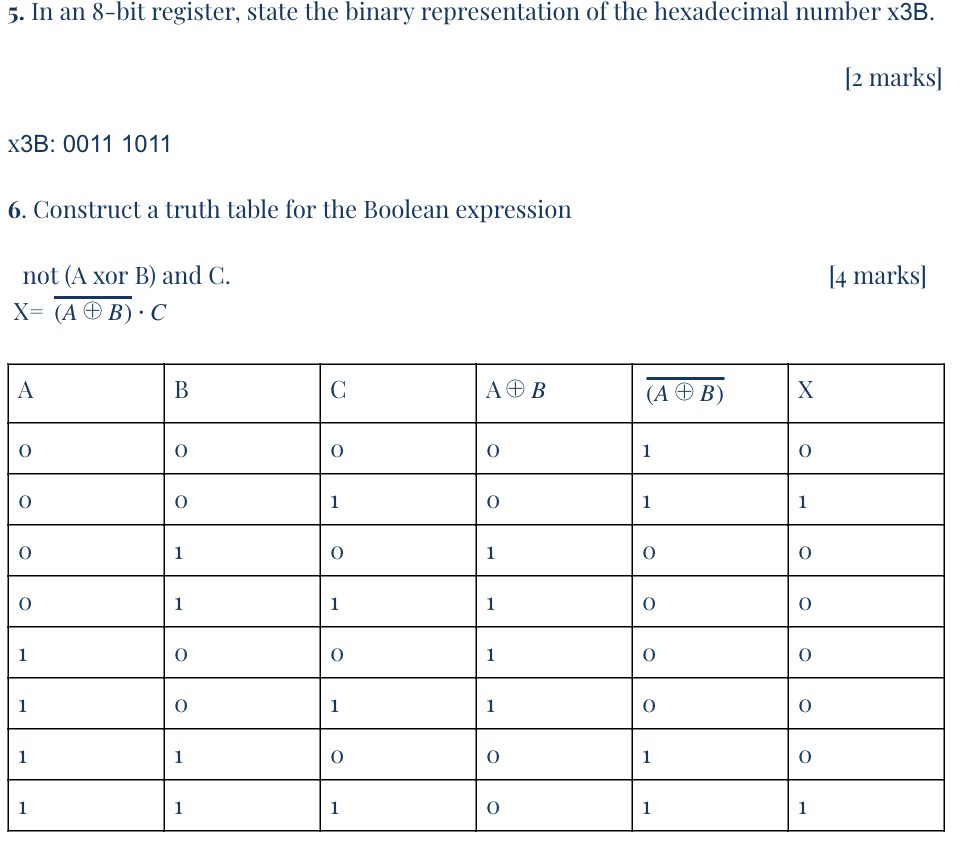 5. In an 8-bit register, state the binary representation of the hexadecimal number x3B.
[2 marks]
x3B: 0011 1011
6. Construct a truth table for the Boolean expression
not (A xor B) and C. [4 marks]
X= \overline{(A ⊕ B)} · C
A B C A ⊕ B \overline{(A ⊕ B)} X
0 0 0 0 1 0
0 0 1 0 1 1
0 1 0 1 0 0
0 1 1 1 0 0
1 0 0 1 0 0
1 0 1 1 0 0
1 1 0 0 1 0
1 1 1 0 1 1